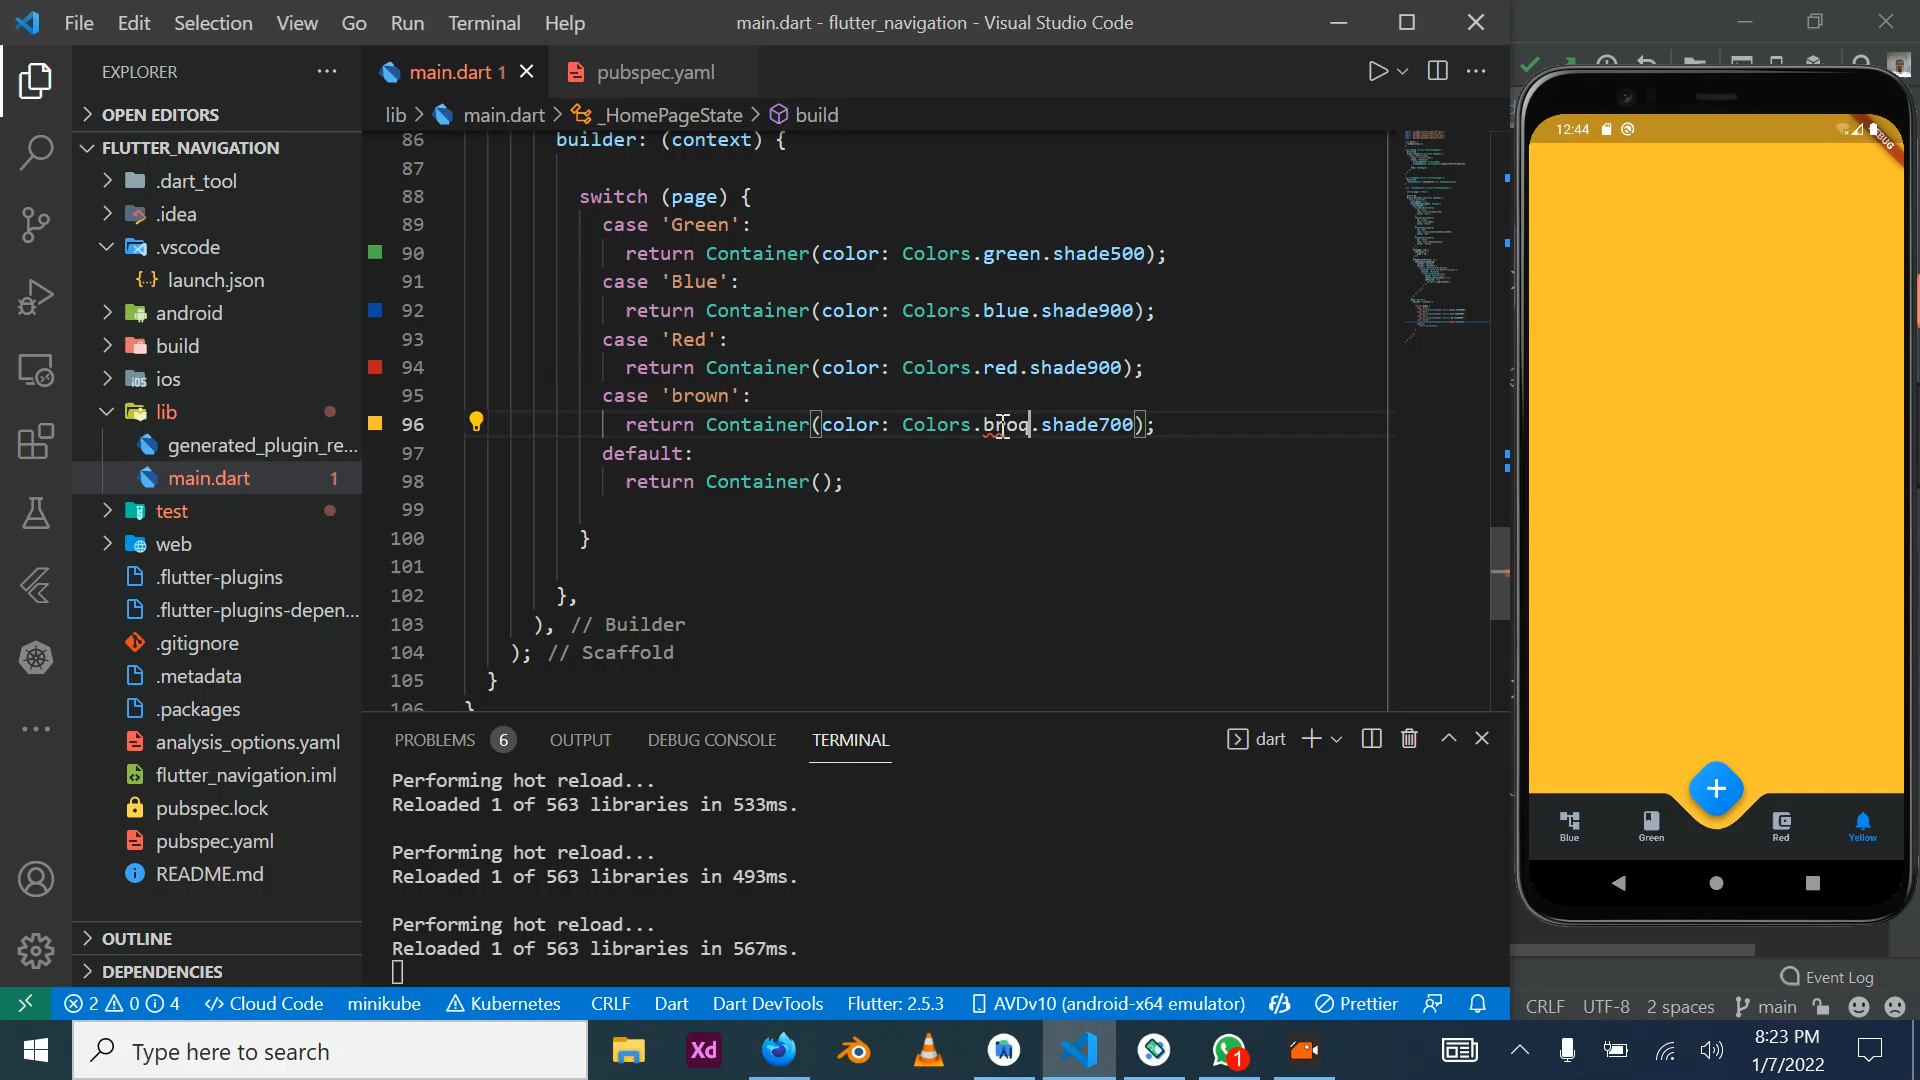 File Edit Selection View Go Run Terminal Help
main.dart - flutter_navigation - Visual Studio Code
EXPLORER
OPEN EDITORS
FLUTTER_NAVIGATION
.dart_tool
.idea
.vscode
launch.json
android
build
ios
lib
generated_plugin_re...
main.dart 1
test
web
.flutter-plugins
.flutter-plugins-depen...
.gitignore
.metadata
.packages
analysis_options.yaml
flutter_navigation.iml
pubspec.lock
pubspec.yaml
README.md
OUTLINE
DEPENDENCIES
main.dart 1
pubspec.yaml
lib > main.dart > _HomePageState > build
86 builder: (context) {
87
88 switch (page) {
89 case 'Green':
90 return Container(color: Colors.green.shade500);
91 case 'Blue':
92 return Container(color: Colors.blue.shade900);
93 case 'Red':
94 return Container(color: Colors.red.shade900);
95 case 'brown':
96 return Container(color: Colors.broq.shade700);
97 default:
98 return Container();
99
100 }
101
102 },
103 ), // Builder
104 ); // Scaffold
105 }
106 }
PROBLEMS 6 OUTPUT DEBUG CONSOLE TERMINAL
dart
Performing hot reload...
Reloaded 1 of 563 libraries in 533ms.
Performing hot reload...
Reloaded 1 of 563 libraries in 493ms.
Performing hot reload...
Reloaded 1 of 563 libraries in 567ms.
2 0 4 Cloud Code minikube Kubernetes CRLF Dart Dart DevTools Flutter: 2.5.3 AVDv10 (android-x64 emulator) Prettier
12:44
DEBUG
Blue Green Red Yellow
Event Log
CRLF UTF-8 2 spaces main
Type here to search
Xd
1
8:23 PM
1/7/2022